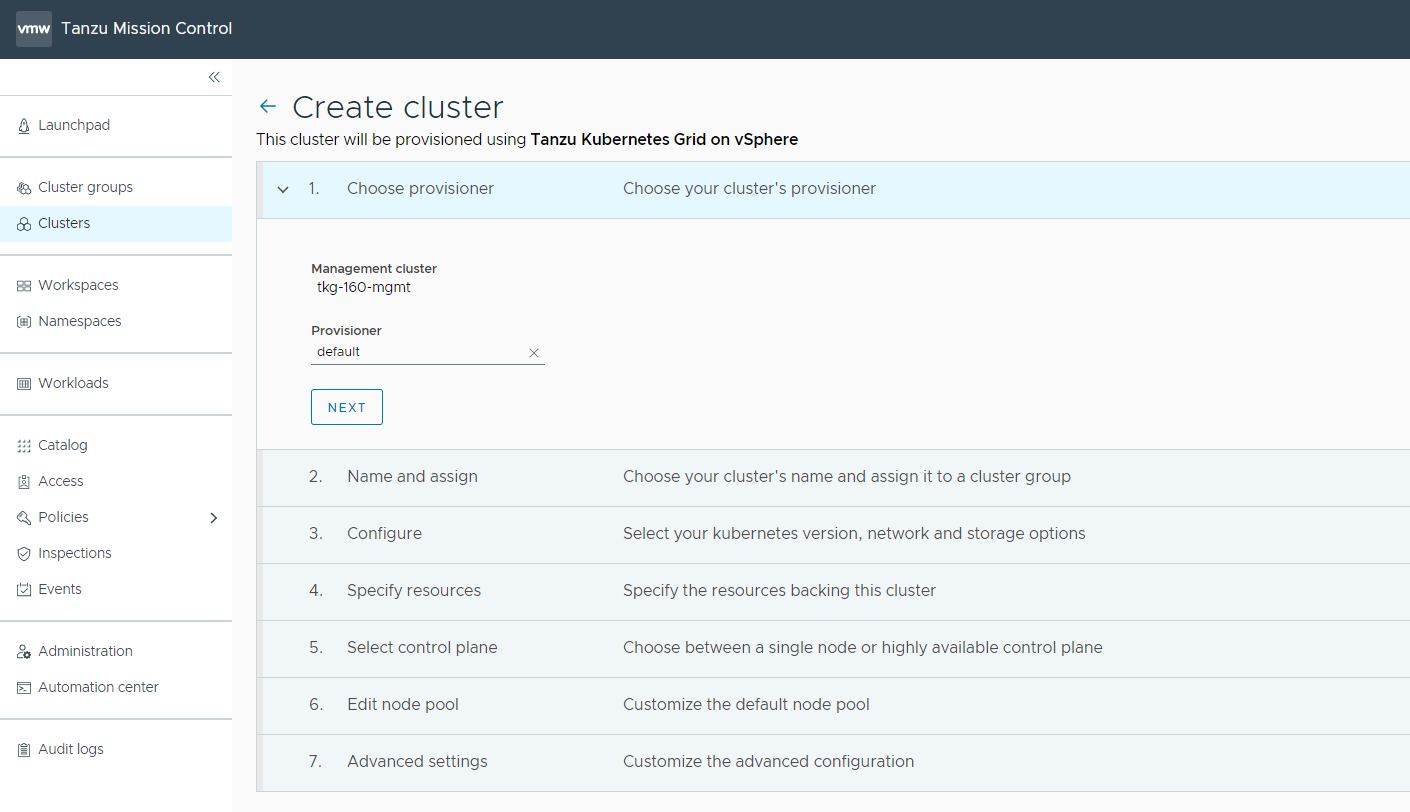 vmw Tanzu Mission Control
Launchpad
Cluster groups
Clusters
Workspaces
Namespaces
Workloads
Catalog
Access
Policies
Inspections
Events
Administration
Automation center
Audit logs
Create cluster
This cluster will be provisioned using Tanzu Kubernetes Grid on vSphere
1. Choose provisioner Choose your cluster's provisioner
Management cluster
tkg-160-mgmt
Provisioner
default
NEXT
2. Name and assign Choose your cluster's name and assign it to a cluster group
3. Configure Select your kubernetes version, network and storage options
4. Specify resources Specify the resources backing this cluster
5. Select control plane Choose between a single node or highly available control plane
6. Edit node pool Customize the default node pool
7. Advanced settings Customize the advanced configuration